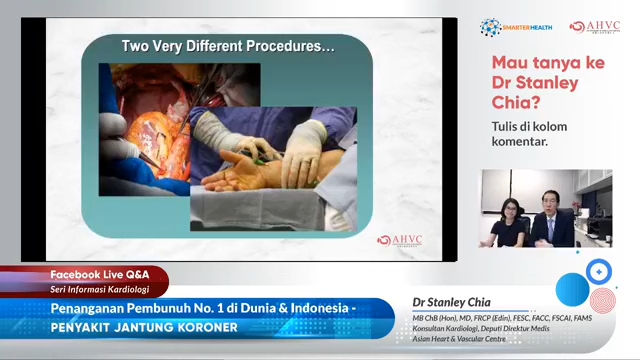 Two Very Different Procedures...
AHVC
SMARTERHEALTH
AHVC
Mau tanya ke
Dr Stanley
Chia?
Tulis di kolom
komentar.
Facebook Live Q&A
Seri Informasi Kardiologi
Penanganan Pembunuh No. 1 di Dunia & Indonesia -
PENYAKIT JANTUNG KORONER
Dr Stanley Chia
MB ChB (Hon), MD, FRCP (Edin), FESC, FACC, FSCAI, FAMS
Konsultan Kardiologi, Deputi Direktur Medis
Asian Heart & Vascular Centre